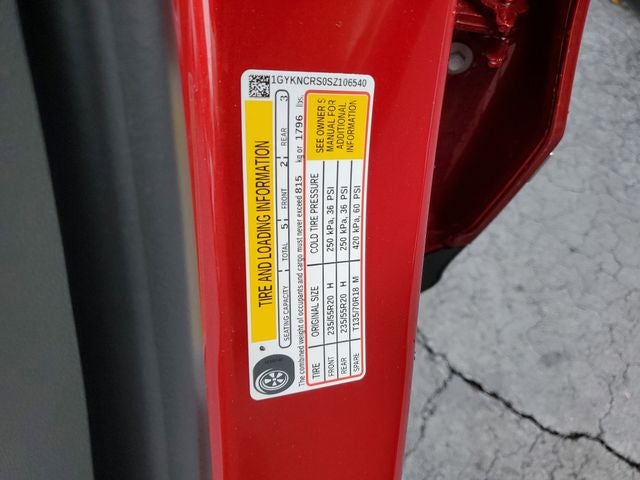 1GYKNCRS0SZ106540
TIRE AND LOADING INFORMATION
SEATING CAPACITY TOTAL 5 FRONT 2 REAR 3
The combined weight of occupants and cargo must never exceed 815 kg or 1796 lbs.
TIRE ORIGINAL SIZE COLD TIRE PRESSURE
FRONT 235/55R20 H 250 kPa, 36 PSI
REAR 235/55R20 H 250 kPa, 36 PSI
SPARE T135/70R18 M 420 kPa, 60 PSI
SEE OWNER'S
MANUAL FOR
ADDITIONAL
INFORMATION